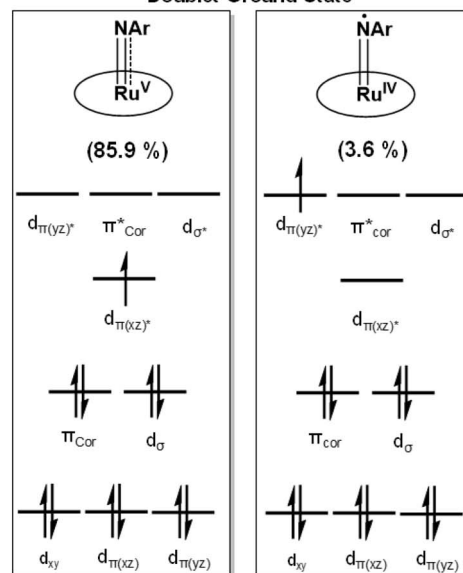 Doublet Ground State
NAr
Ru^V
(85.9 %)
d_π(yz)* π*_Cor d_σ*
d_π(xz)*
π_Cor d_σ
d_xy d_π(xz) d_π(yz)
ṄAr
Ru^IV
(3.6 %)
d_π(yz)* π*_cor d_σ*
d_π(xz)*
π_cor d_σ
d_xy d_π(xz) d_π(yz)